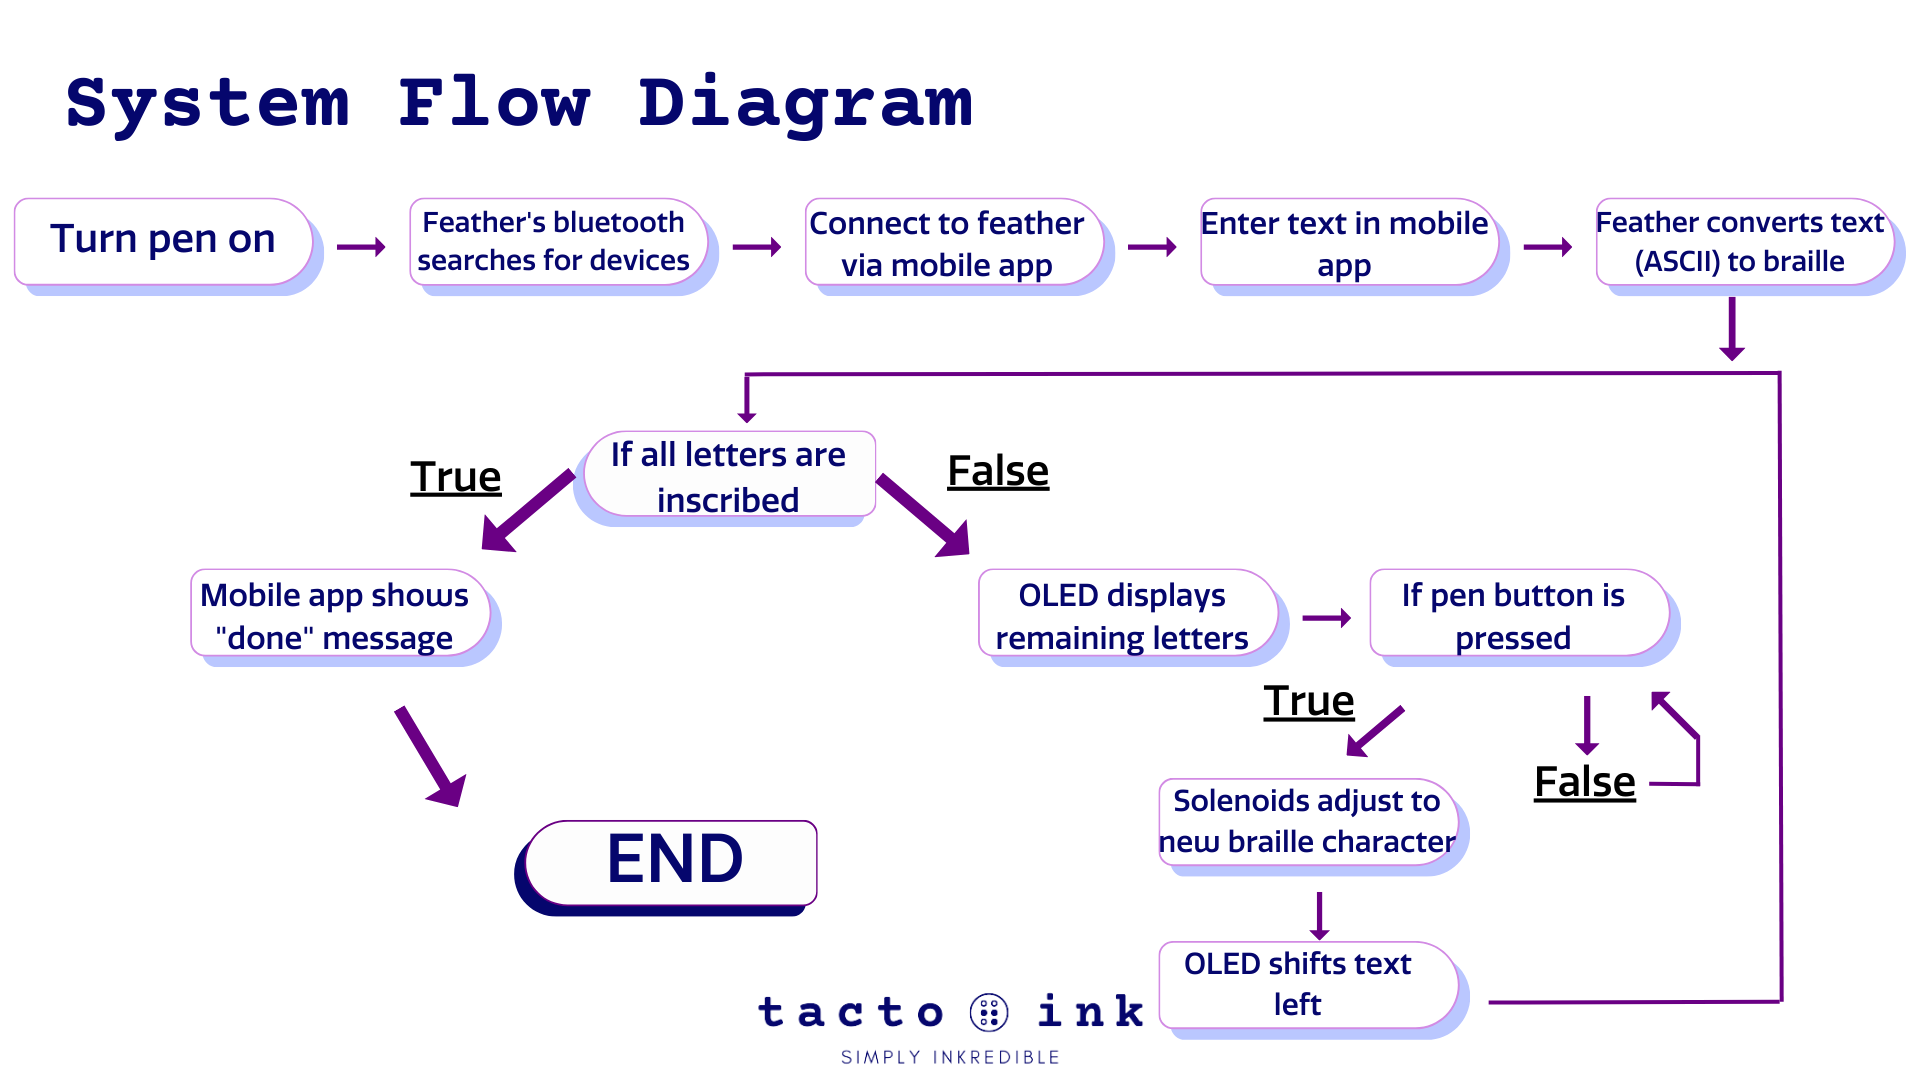 System Flow Diagram
Turn pen on
Feather's bluetooth
searches for devices
Connect to feather
via mobile app
Enter text in mobile
app
Feather converts text
(ASCII) to braille
If all letters are
inscribed
True
False
Mobile app shows
"done" message
OLED displays
remaining letters
If pen button is
pressed
True
False
Solenoids adjust to
new braille character
END
OLED shifts text
left
tacto ink
SIMPLY INKREDIBLE